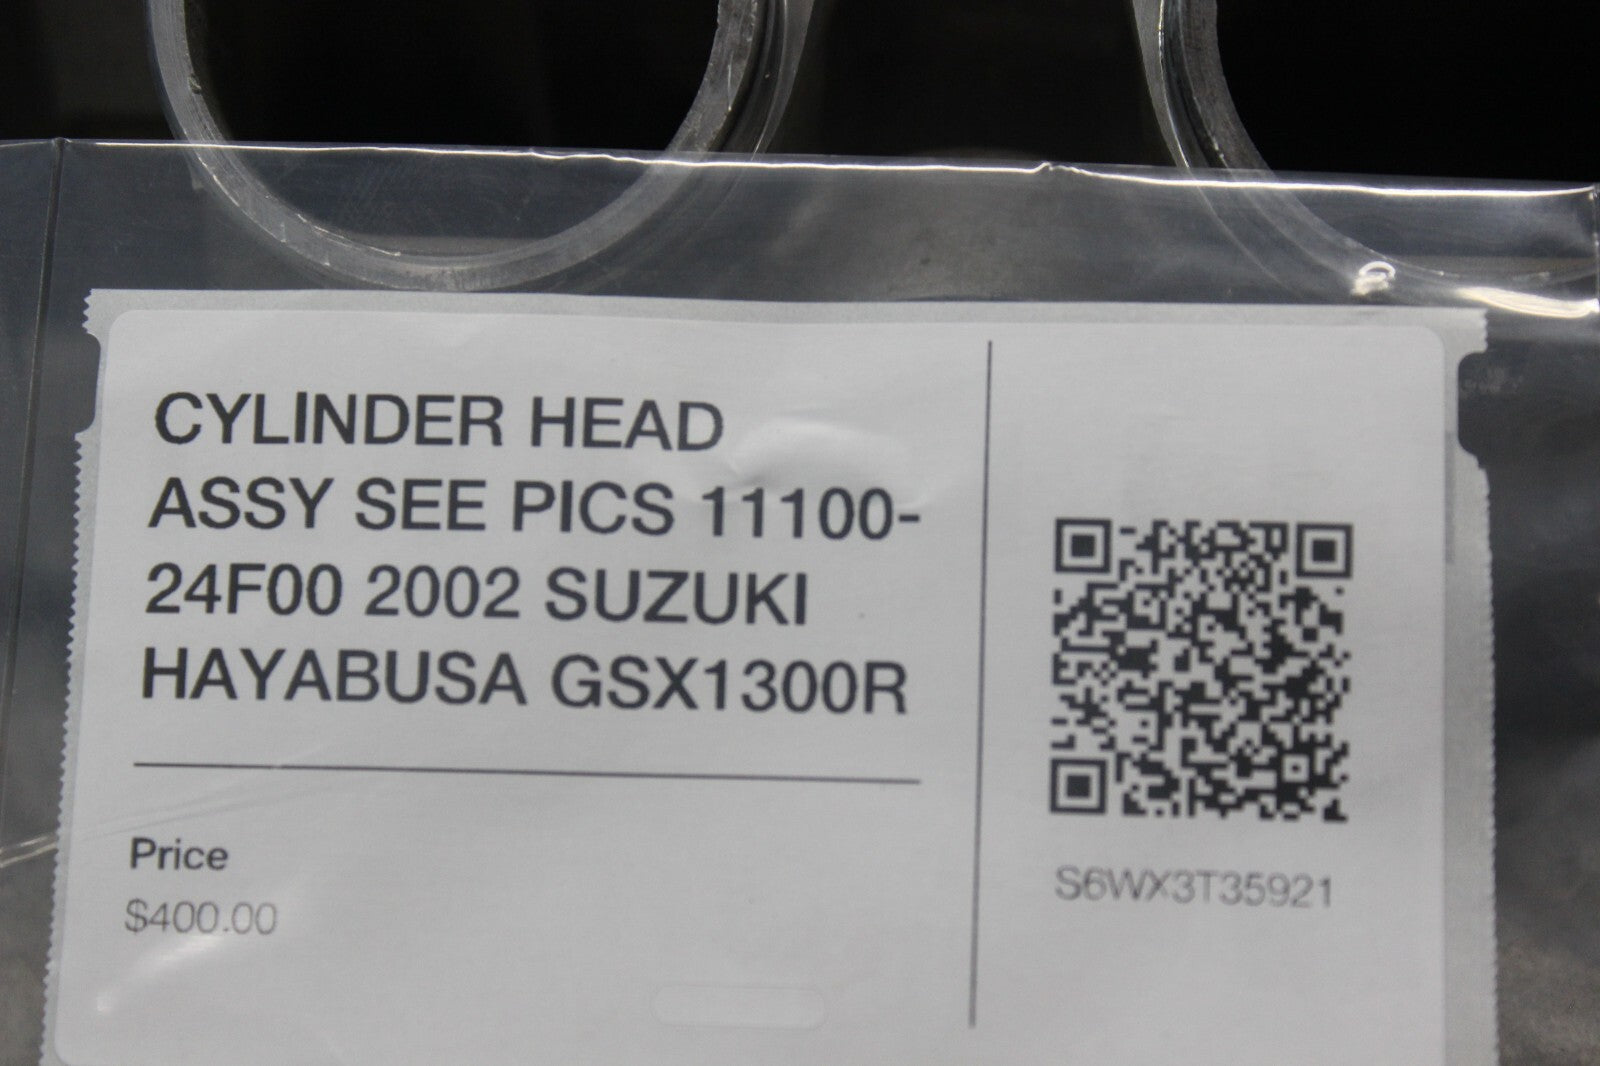 CYLINDER HEAD
ASSY SEE PICS 11100-
24F00 2002 SUZUKI
HAYABUSA GSX1300R
Price
$400.00
S6WX3T35921